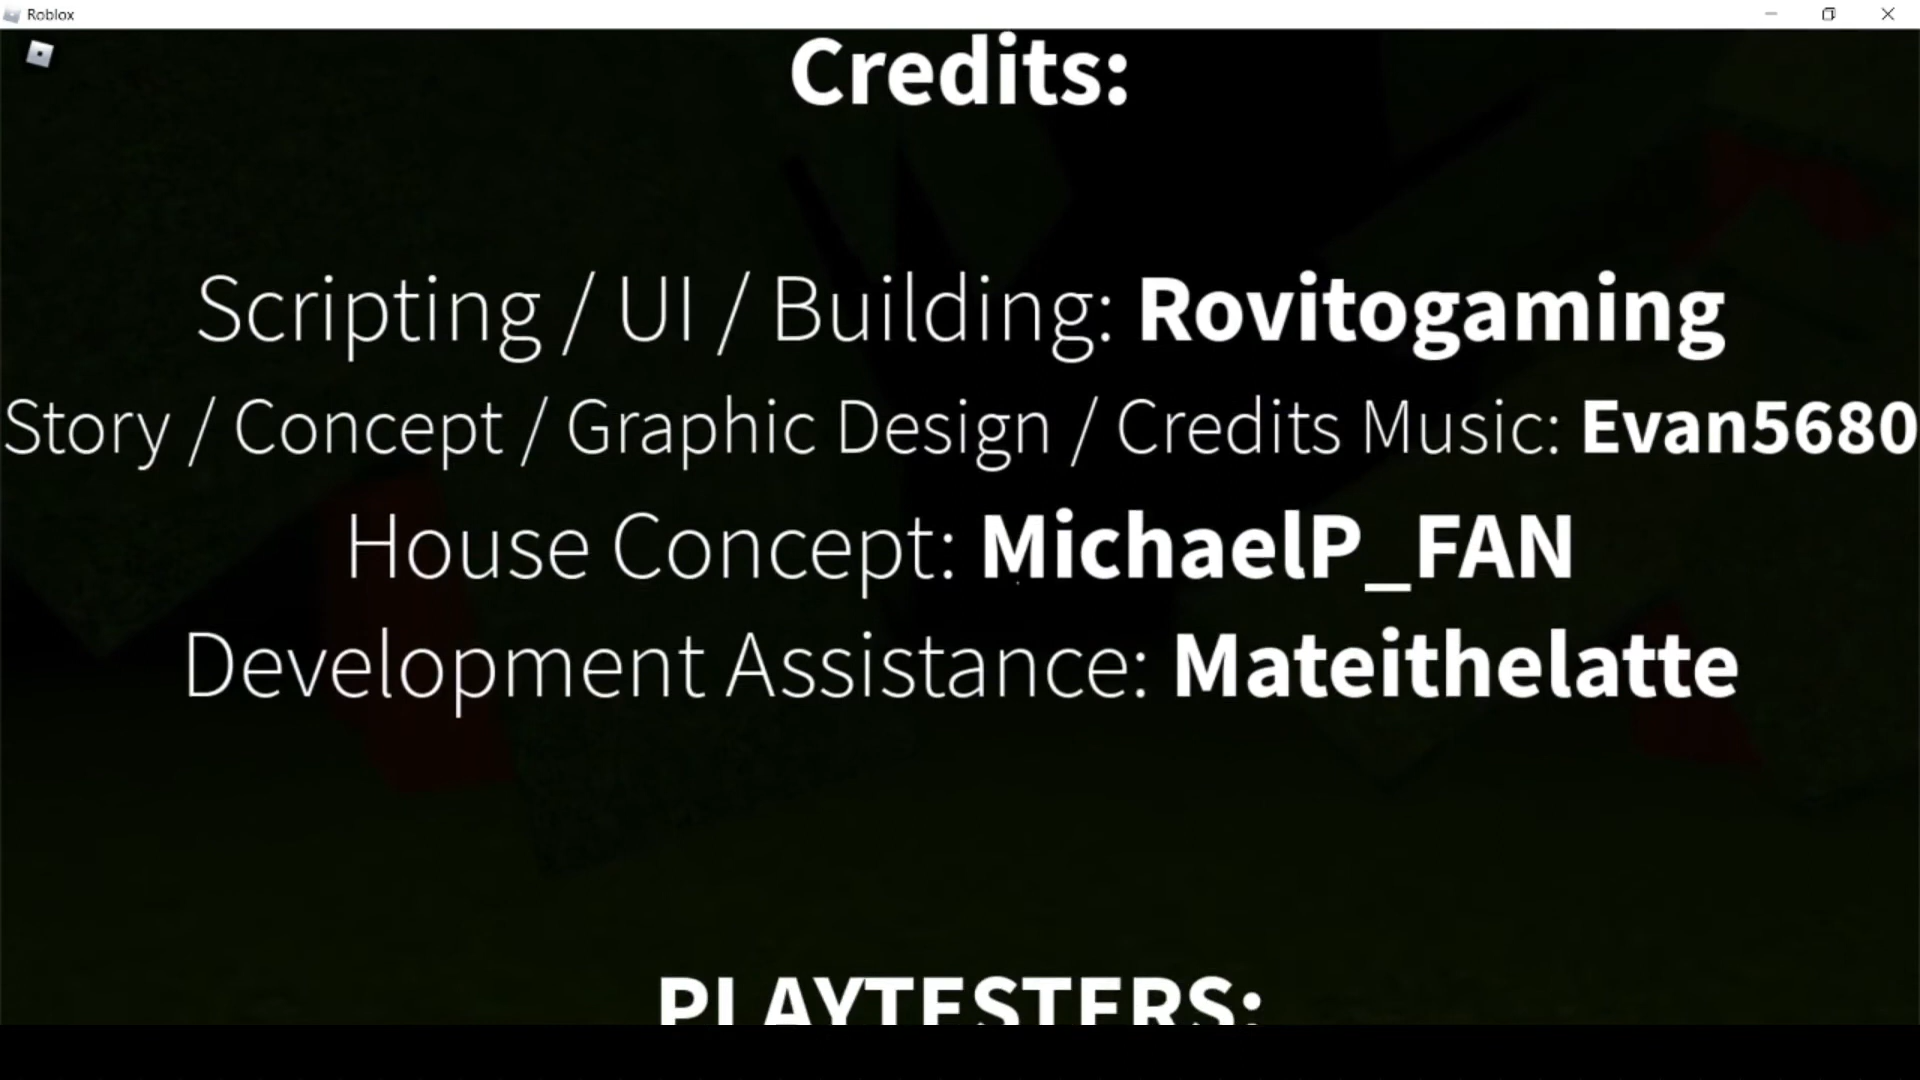 Roblox
Credits:
Scripting / UI / Building: Rovitogaming
Story / Concept / Graphic Design / Credits Music: Evan5680
House Concept: MichaelP_FAN
Development Assistance: Mateithelatte
PLAYTESTERS: